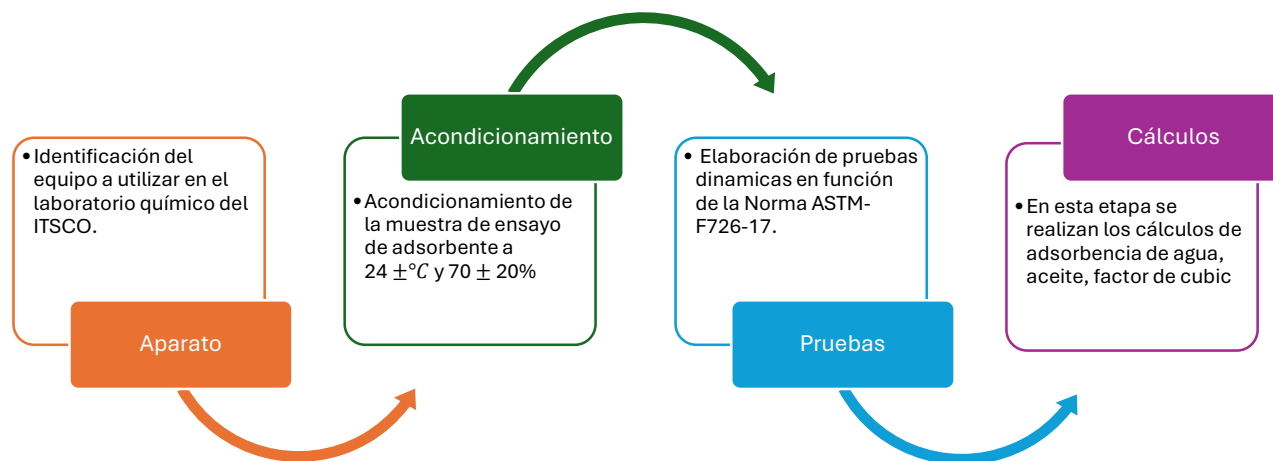 • Identificación del
equipo a utilizar en el
laboratorio químico del
ITSCO.
Aparato
Acondicionamiento
• Acondicionamiento de
la muestra de ensayo
de adsorbente a
24 ±°C y 70 ± 20%
• Elaboración de pruebas
dinamicas en función
de la Norma ASTM-
F726-17.
Pruebas
Cálculos
• En esta etapa se
realizan los cálculos de
adsorbencia de agua,
aceite, factor de cubic